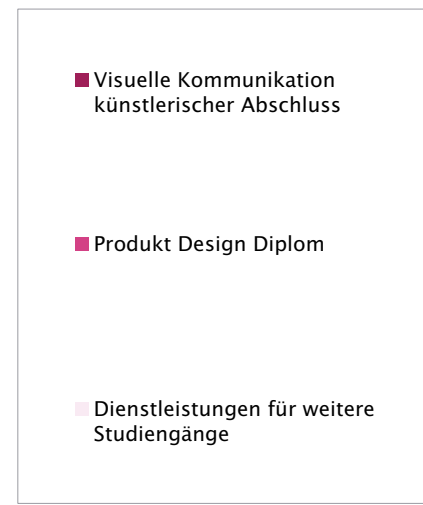 Visuelle Kommunikation
künstlerischer Abschluss
Produkt Design Diplom
Dienstleistungen für weitere
Studiengänge